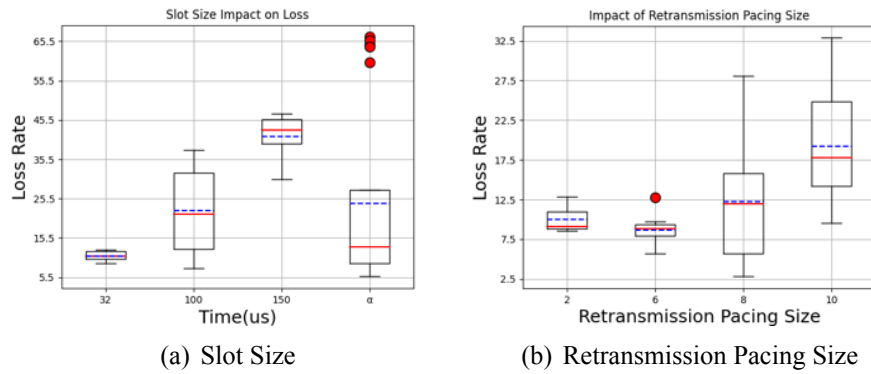 Slot Size Impact on Loss
Loss Rate
65.5
55.5
45.5
35.5
25.5
15.5
5.5
32 100 150 α
Time(us)
(a) Slot Size
Impact of Retransmission Pacing Size
Loss Rate
32.5
27.5
22.5
17.5
12.5
7.5
2.5
2 6 8 10
Retransmission Pacing Size
(b) Retransmission Pacing Size